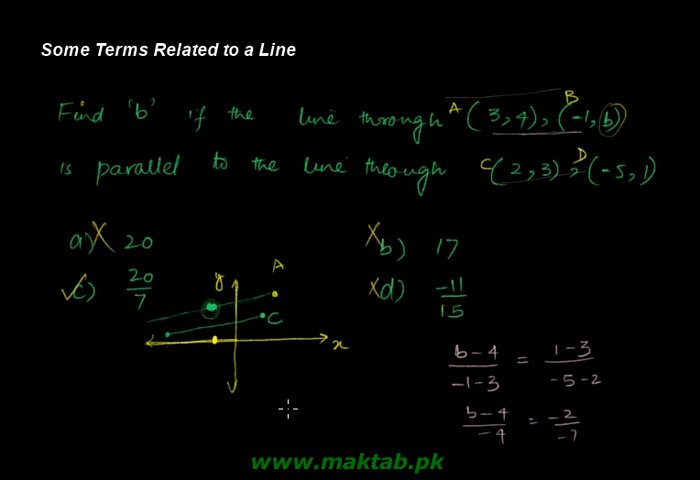 Some Terms Related to a Line
Find 'b' if the line through A (3,4), B (-1, b)
is parallel to the line through C (2,3), D (-5, 1)
a) X 20
X b) 17
✓ c) 20/7
X d) -11/15
y
A
C
x
b-4/-1-3 = 1-3/-5-2
b-4/-4 = -2/-7
www.maktab.pk